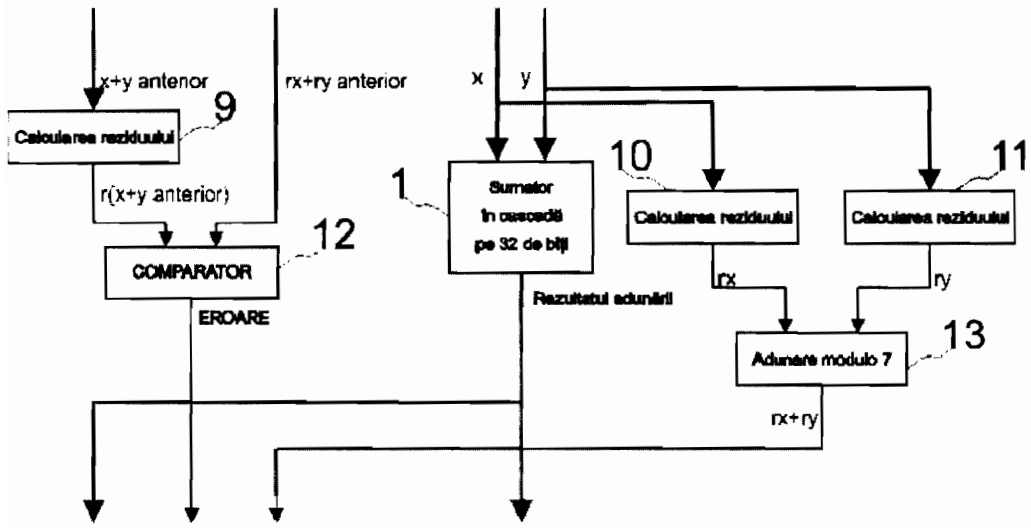 x+y anterior
rx+ry anterior
x
y
9
Calcularea reziduului
r(x+y anterior)
12
COMPARATOR
EROARE
1
Sumator
în cascadă
pe 32 de biți
Rezultatul adunării
10
Calcularea reziduului
11
Calcularea reziduului
rx
ry
13
Adunare modulo 7
rx+ry